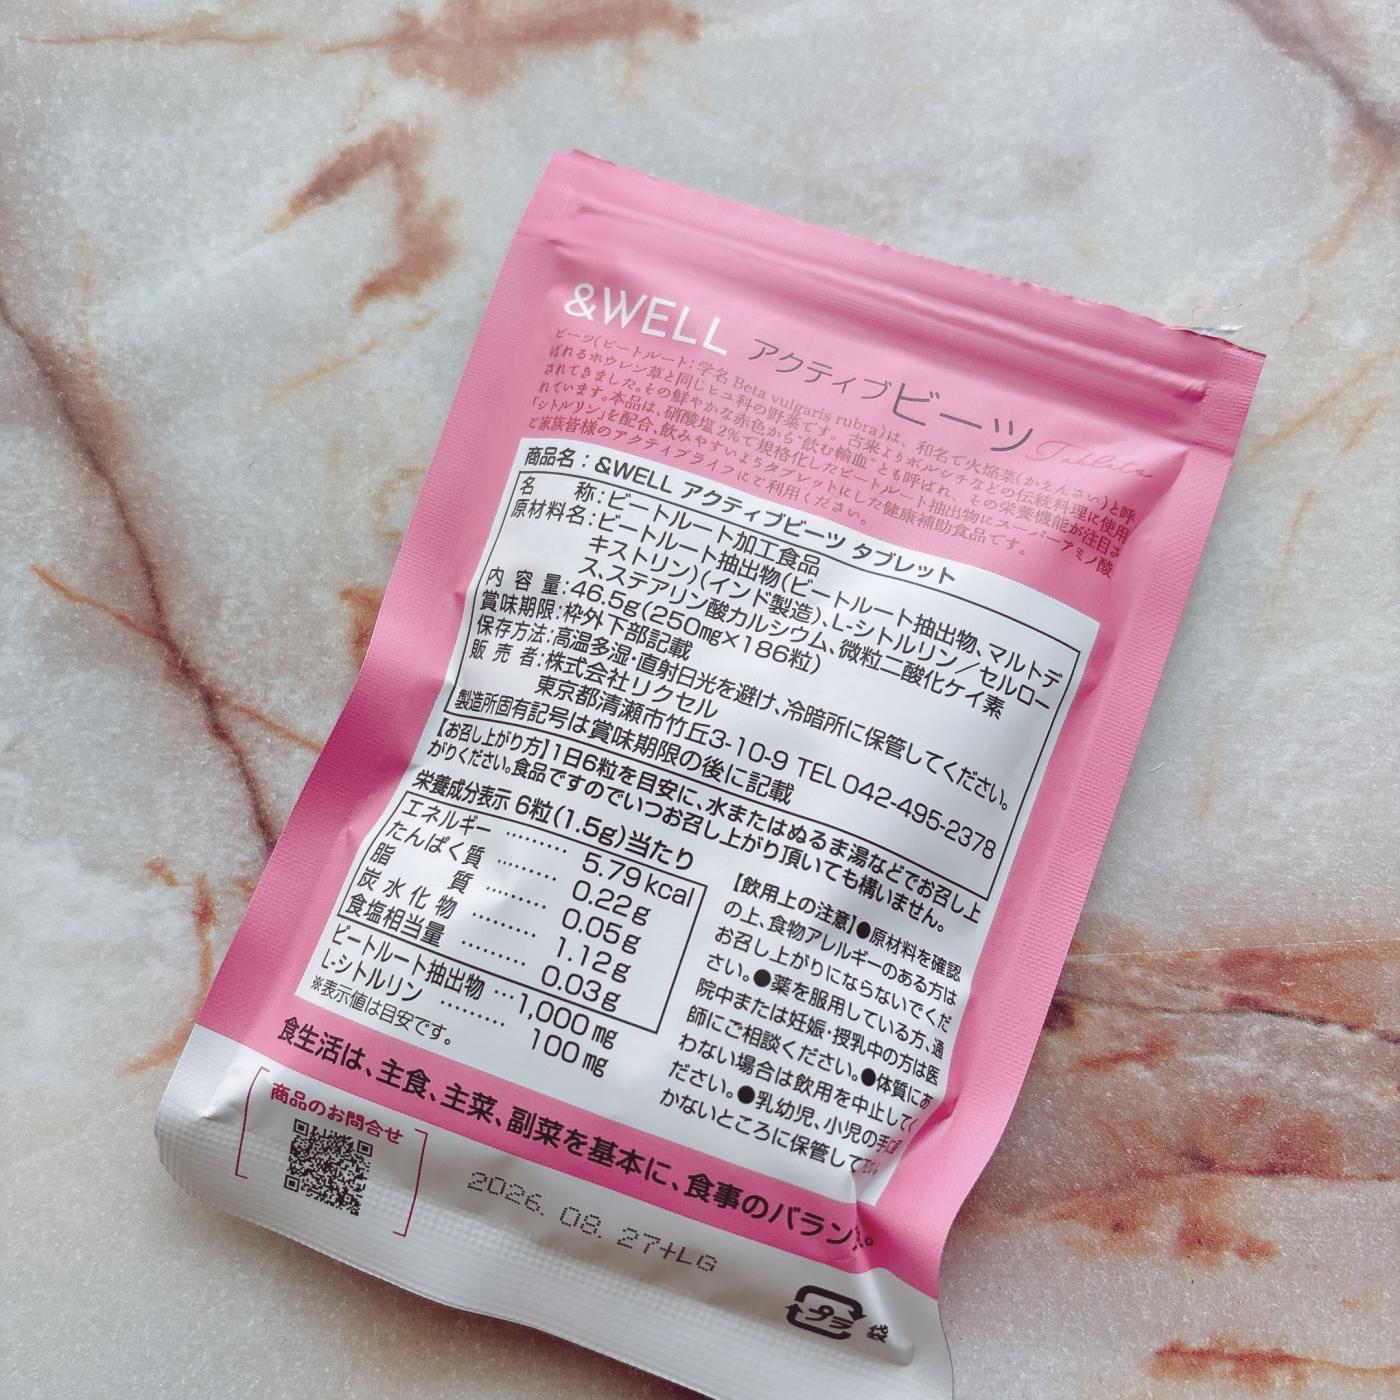 &WELL アクティブビーツ Tablets
ビーツ(ビートルート:学名 Beta vulgaris rubra)は、和名で火焔菜(かえんさい)と呼
ばれるホウレン草と同じヒユ科の野菜です。古来よりボルシチなどの伝統料理に使用
されてきました。その鮮やかな赤色から"飲む輸血"とも呼ばれ、その栄養機能が注目さ
れています。本品は、硝酸塩2%で規格化したビートルート抽出物にスーパーアミノ酸
「シトルリン」を配合、飲みやすいようタブレットにした健康補助食品です。
ご家族皆様のアクティブライフにご利用ください。
商品名:&WELL アクティブビーツ タブレット
名 称:ビートルート加工食品
原材料名:ビートルート抽出物(ビートルート抽出物、マルトデ
キストリン)(インド製造)、L-シトルリン/セルロー
ス、ステアリン酸カルシウム、微粒二酸化ケイ素
内容量:46.5g(250mg×186粒)
賞味期限:枠外下部記載
保存方法:高温多湿・直射日光を避け、冷暗所に保管してください。
販売者:株式会社リクセル
東京都清瀬市竹丘3-10-9 TEL 042-495-2378
製造所固有記号は賞味期限の後に記載
【お召し上がり方】1日6粒を目安に、水またはぬるま湯などでお召し上
がりください。食品ですのでいつお召し上がり頂いても構いません。
栄養成分表示 6粒(1.5g)当たり
エネルギー ……… 5.79kcal
たんぱく質 ……… 0.22g
脂質 ……… 0.05g
炭水化物 ……… 1.12g
食塩相当量 ……… 0.03g
ビートルート抽出物 …1,000mg
L-シトルリン ……… 100mg
※表示値は目安です。
【飲用上の注意】●原材料を確認
の上、食物アレルギーのある方は
お召し上がりにならないでくだ
さい。●薬を服用している方、通
院中または妊娠・授乳中の方は医
師にご相談ください。●体質にあ
わない場合は飲用を中止してく
ださい。●乳幼児、小児の手に届
かないところに保管して
食生活は、主食、主菜、副菜を基本に、食事のバランスを。
商品のお問合せ
2026. 08. 27+LG
プラ 袋